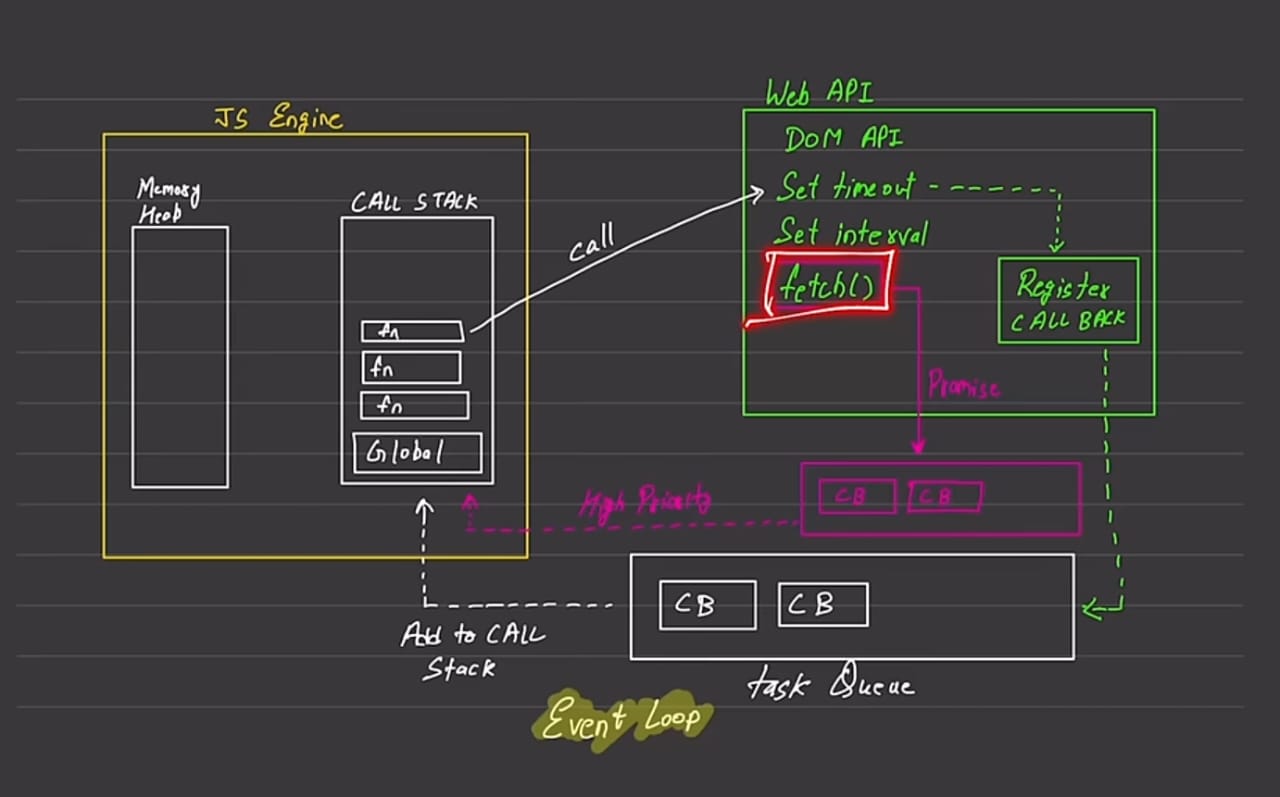 JS Engine
Memory
Heap
CALL STACK
fn
fn
fn
Global
call
Web API
DOM API
Set timeout
Set interval
fetch()
Register
CALL BACK
Promise
High Priority
CB CB
CB CB
Add to CALL
Stack
task Queue
Event Loop